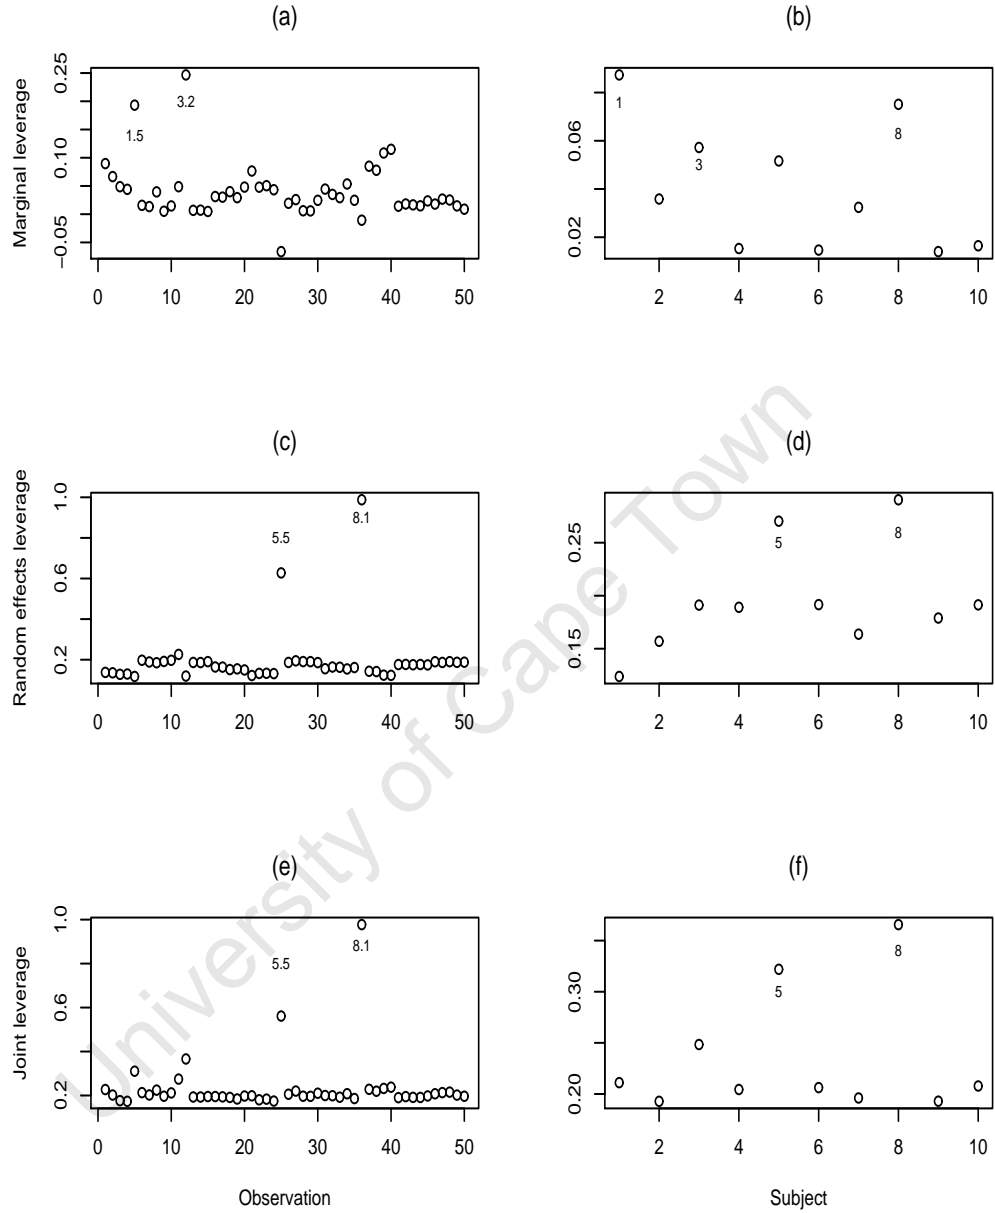 (a)
(b)
Marginal leverage
−0.05 0.10 0.25
1.5
3.2
0 10 20 30 40 50
0.02 0.06
1
3
8
2 4 6 8 10
(c)
(d)
Random effects leverage
0.2 0.6 1.0
5.5
8.1
0 10 20 30 40 50
0.15 0.25
5
8
2 4 6 8 10
(e)
(f)
Joint leverage
0.2 0.6 1.0
5.5
8.1
0 10 20 30 40 50
Observation
0.20 0.30
5
8
2 4 6 8 10
Subject
University of Cape Town